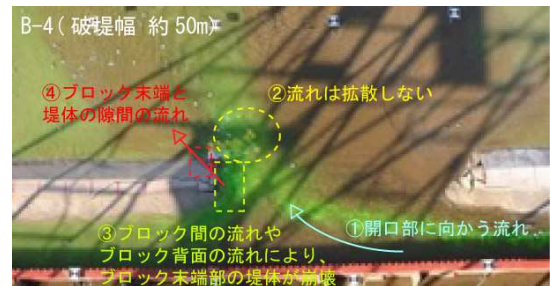 B-4(破堤幅 約50m)
④ブロック末端と
堤体の隙間の流れ
②流れは拡散しない
①開口部に向かう流れ
③ブロック間の流れや
ブロック背面の流れにより、
ブロック末端部の堤体が崩壊